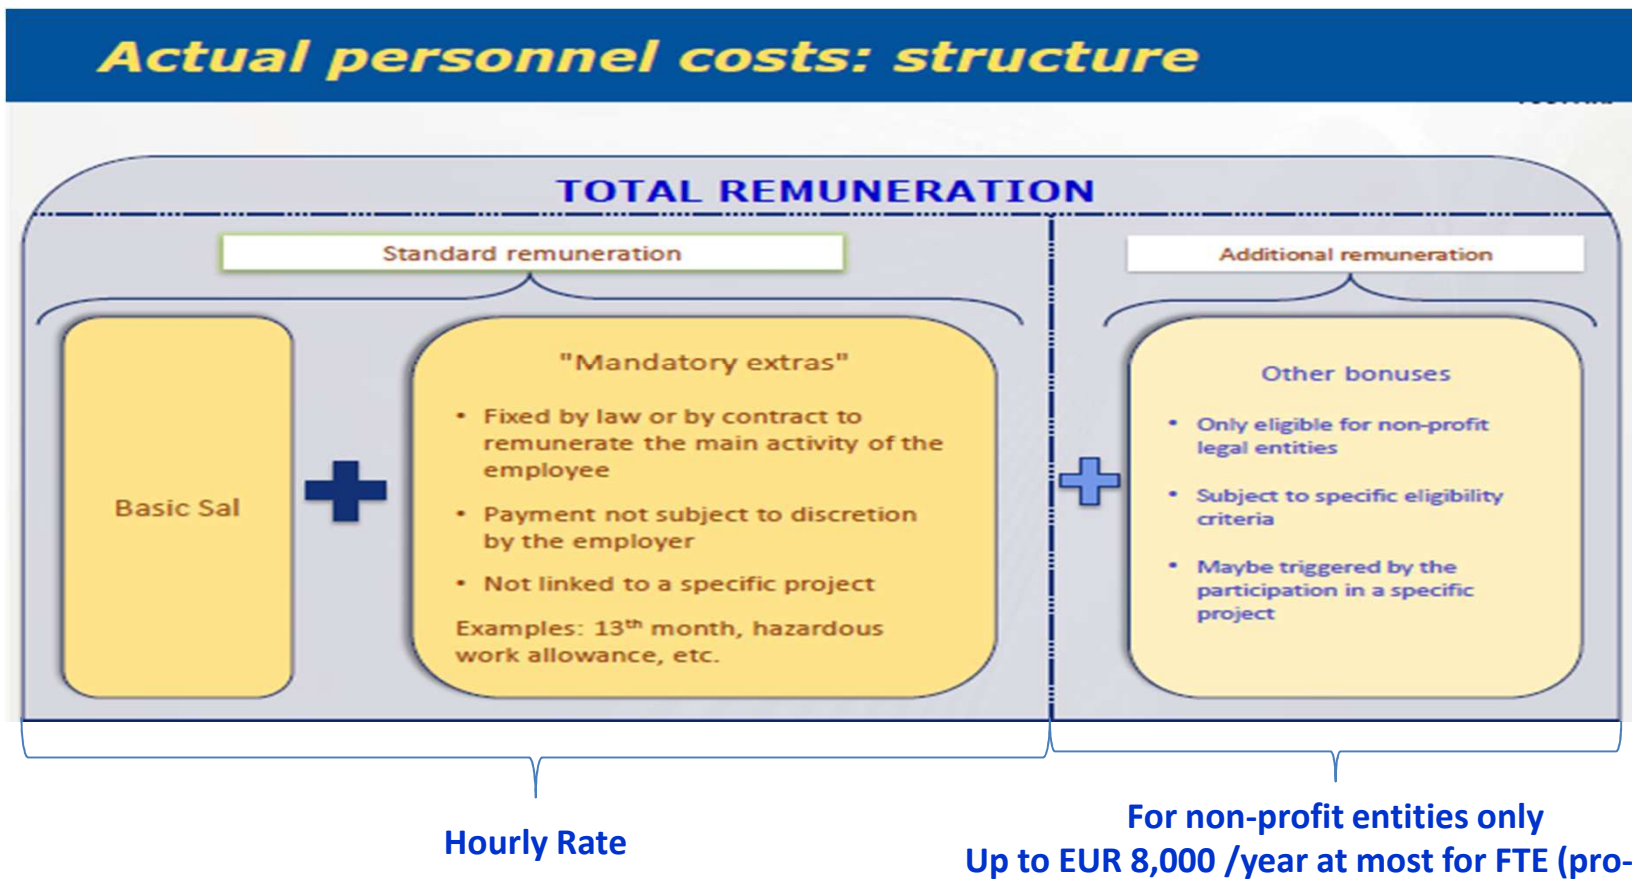 Actual personnel costs: structure
TOTAL REMUNERATION
Standard remuneration
Additional remuneration
Basic Sal
"Mandatory extras"
• Fixed by law or by contract to
remunerate the main activity of the
employee
• Payment not subject to discretion
by the employer
• Not linked to a specific project
Examples: 13th month, hazardous
work allowance, etc.
Other bonuses
• Only eligible for non-profit
legal entities
• Subject to specific eligibility
criteria
• Maybe triggered by the
participation in a specific
project
Hourly Rate
For non-profit entities only
Up to EUR 8,000 /year at most for FTE (pro-